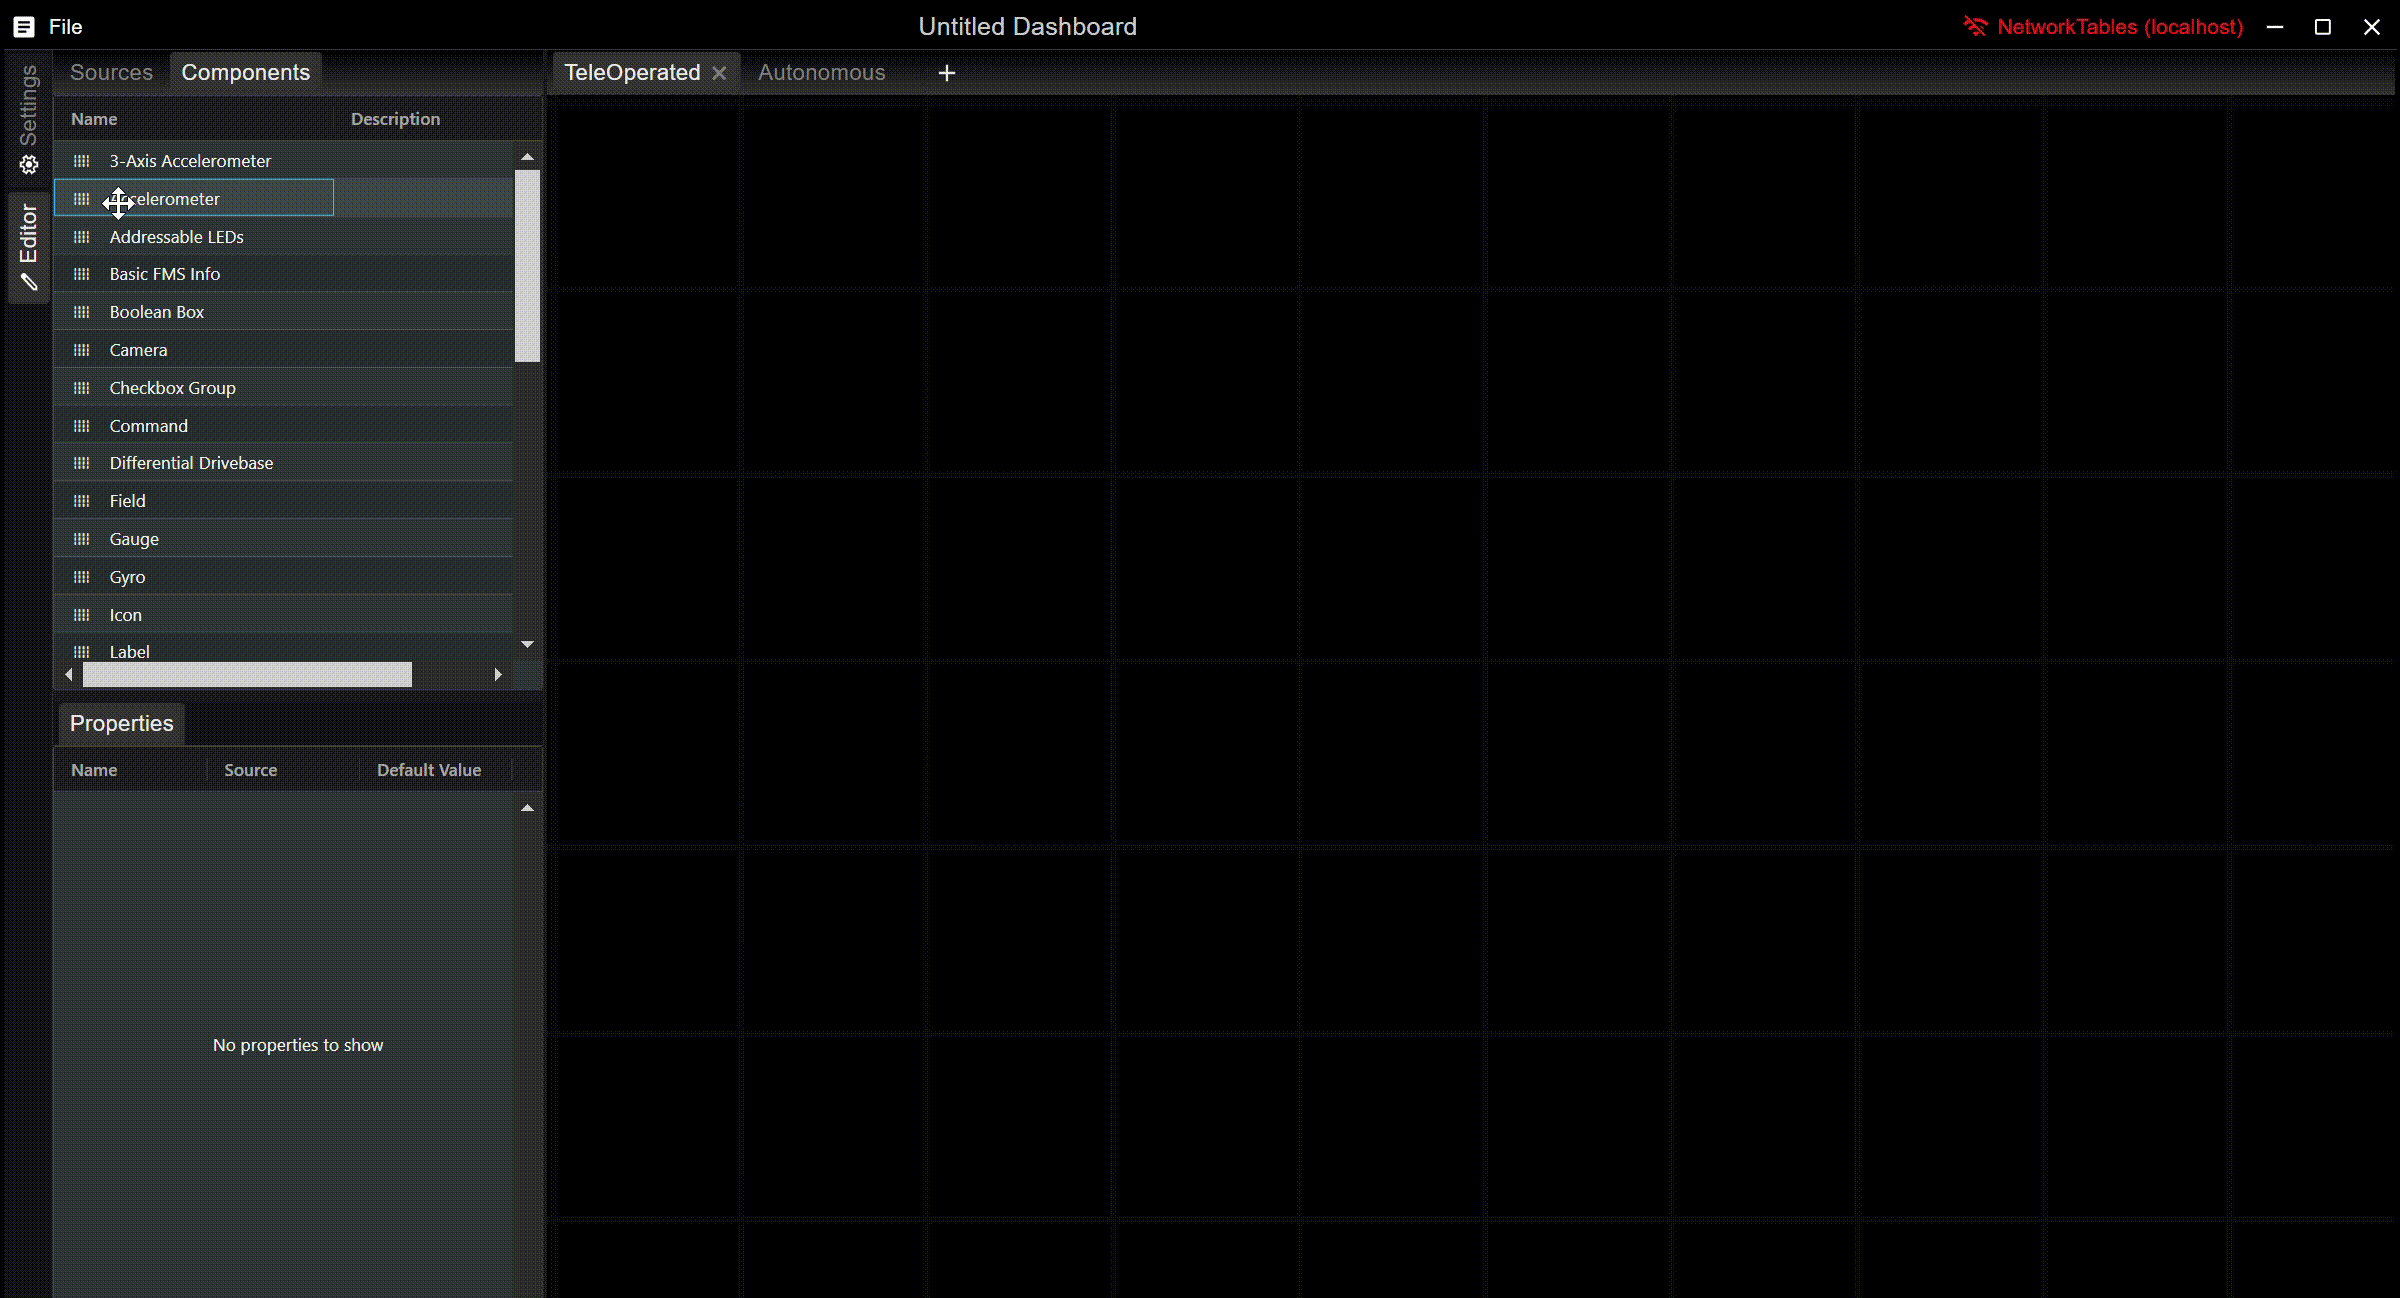 File
Untitled Dashboard
NetworkTables (localhost)
Settings
Editor
Sources
Components
Name
Description
3-Axis Accelerometer
Accelerometer
Addressable LEDs
Basic FMS Info
Boolean Box
Camera
Checkbox Group
Command
Differential Drivebase
Field
Gauge
Gyro
Icon
Label
Properties
Name
Source
Default Value
No properties to show
TeleOperated
Autonomous